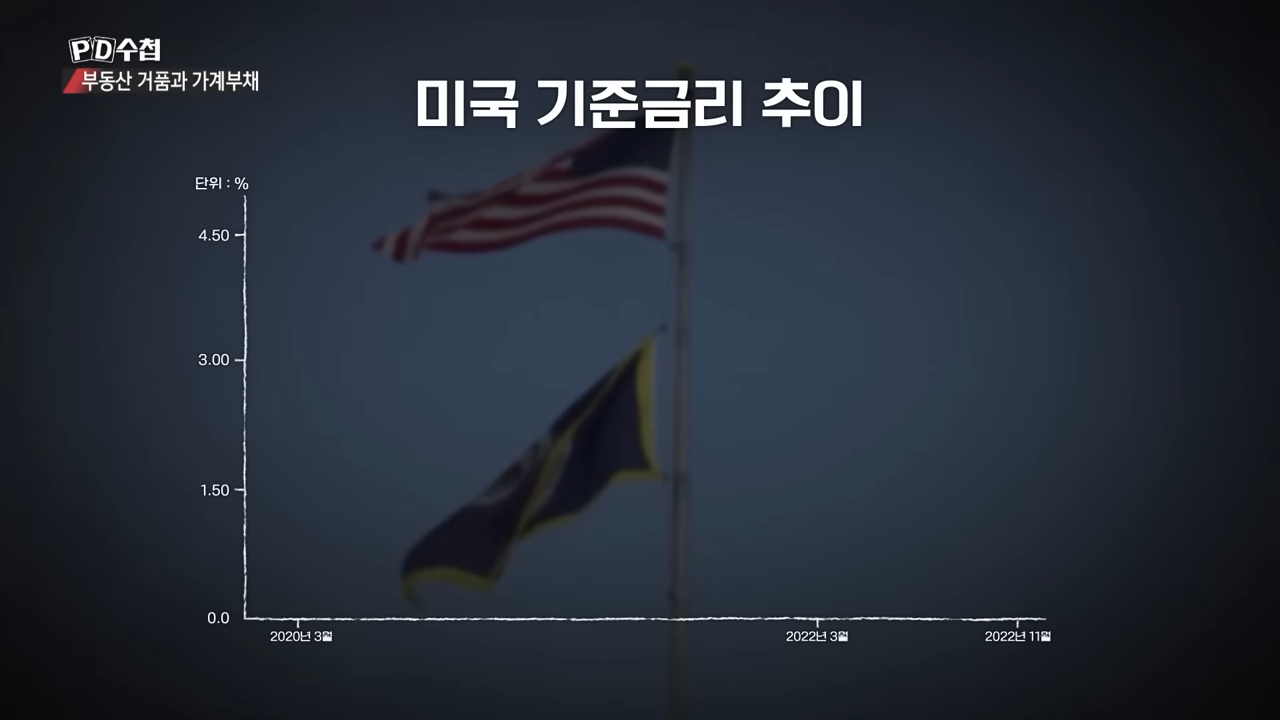 PD수첩
부동산 거품과 가계부채
미국 기준금리 추이
단위 : %
4.50
3.00
1.50
0.0
2020년 3월
2022년 3월
2022년 11월